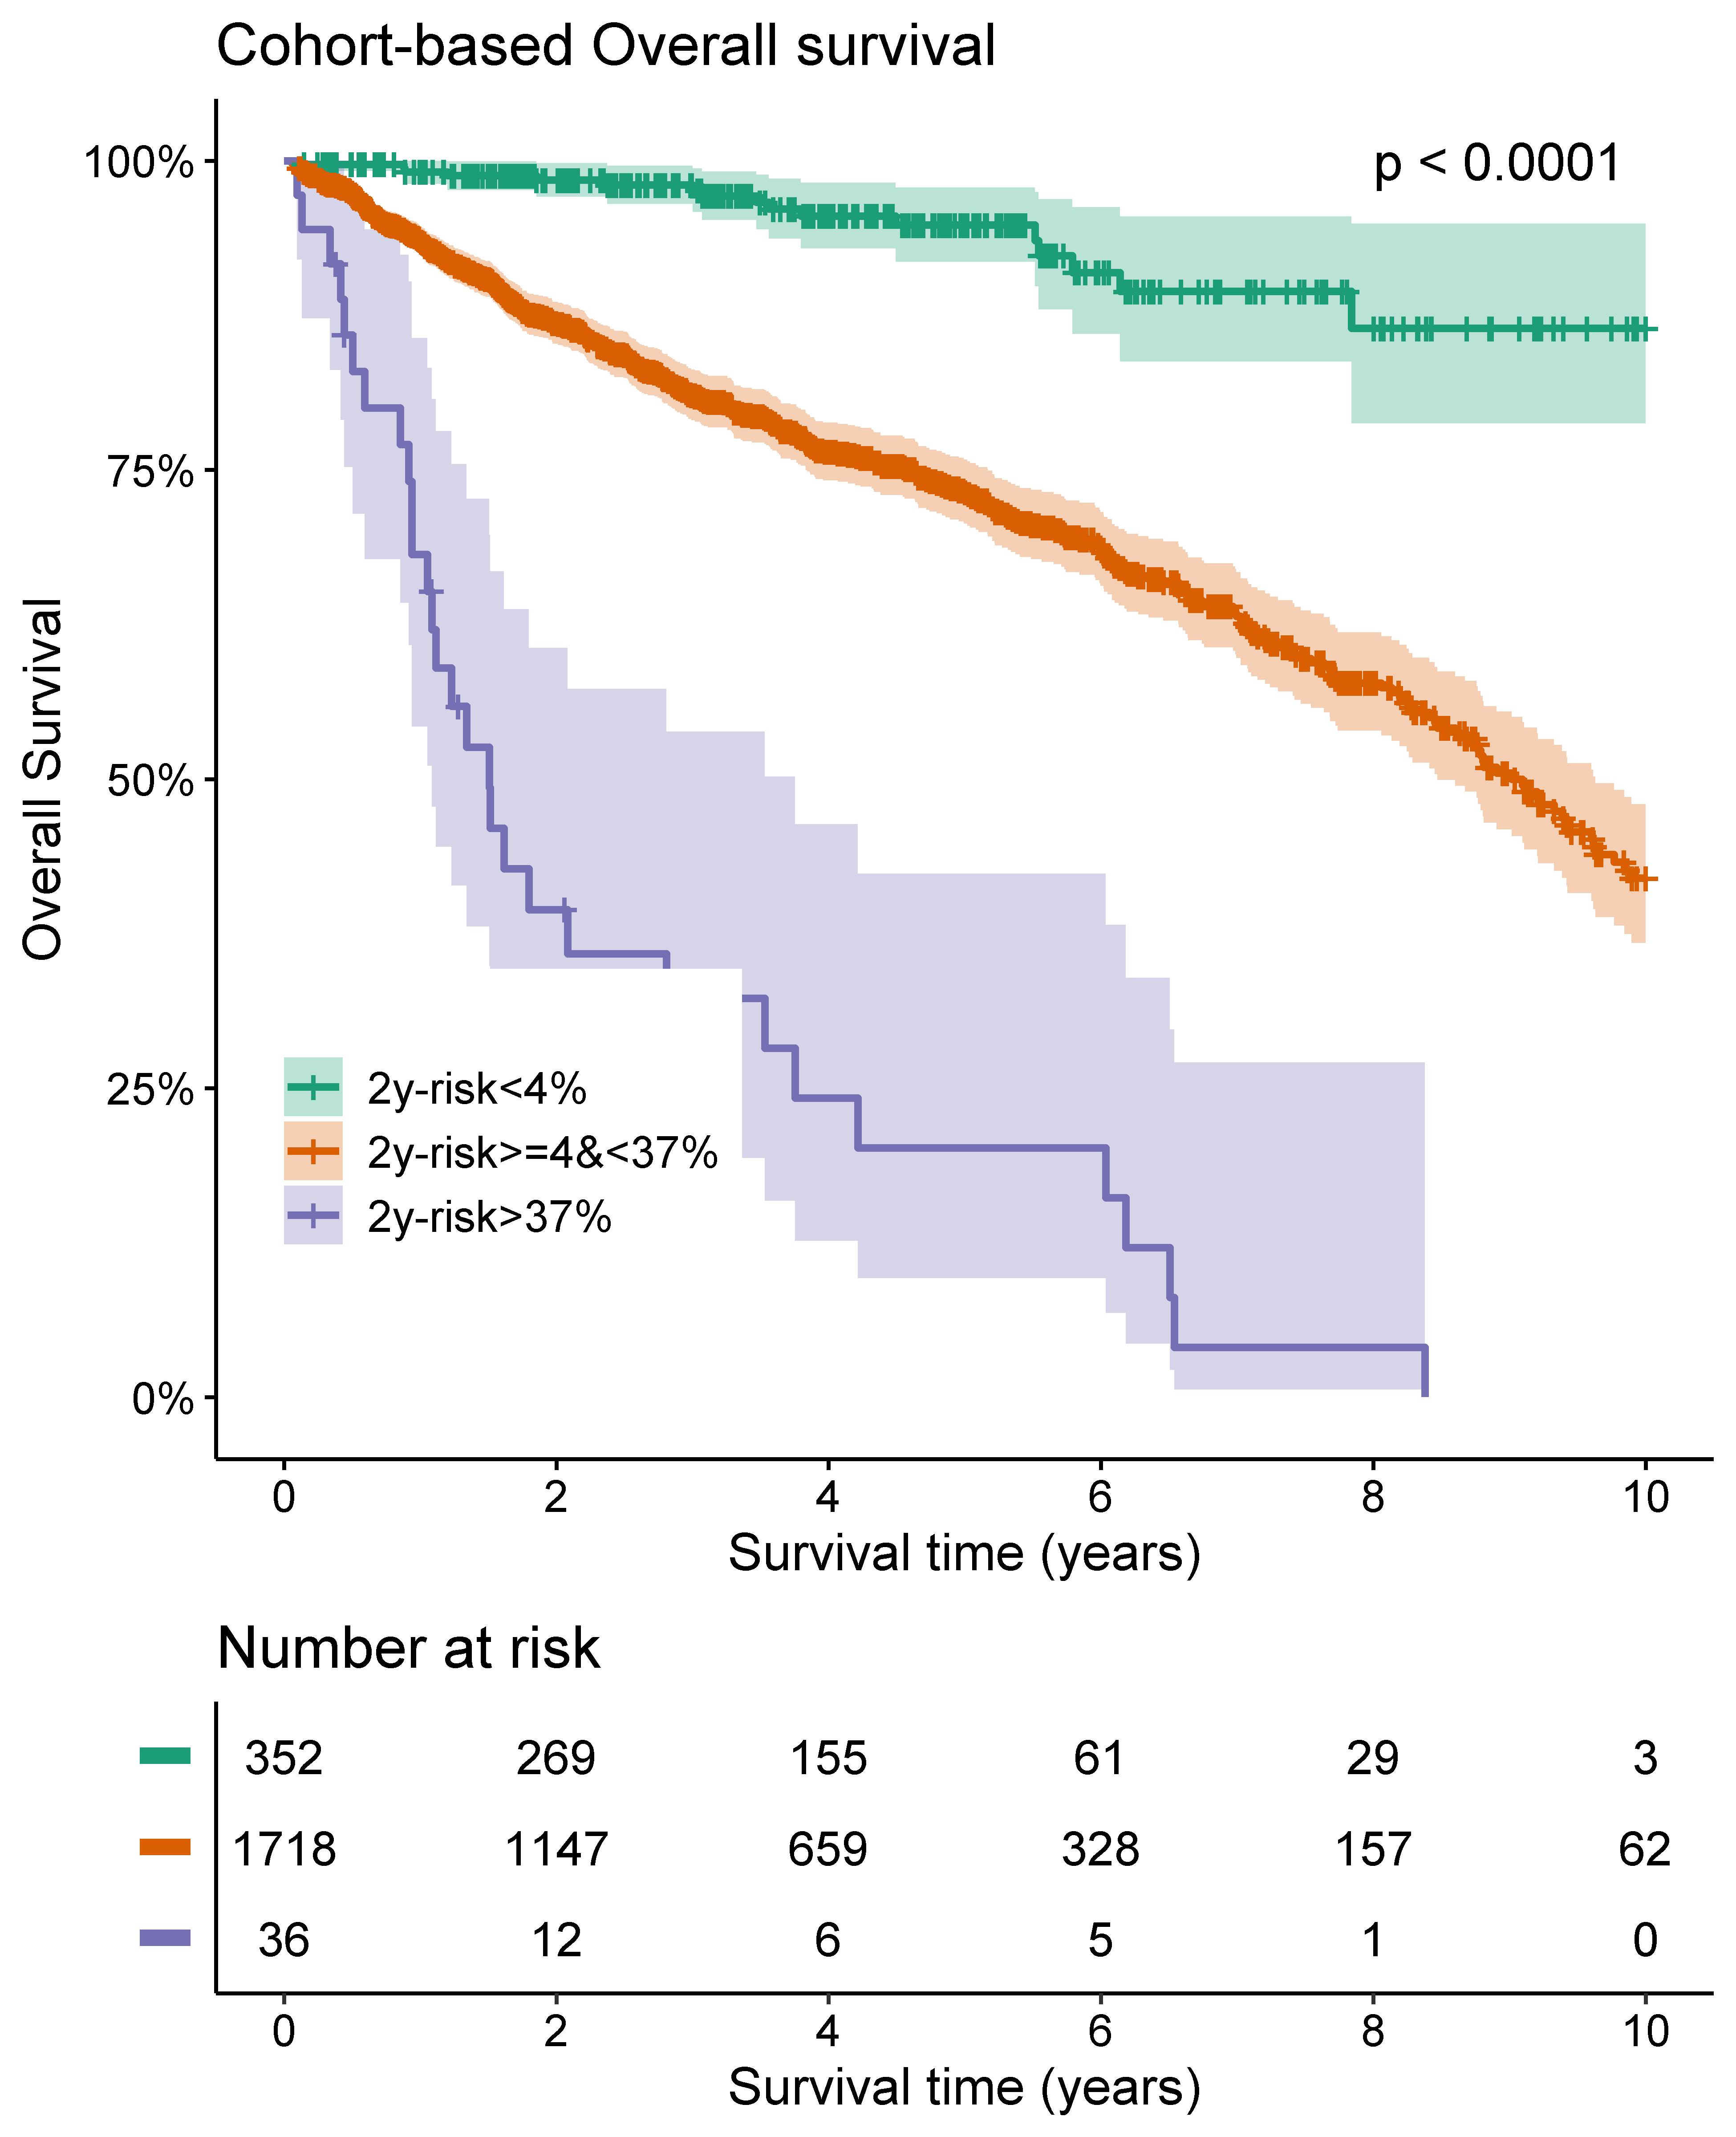 Cohort-based Overall survival
p < 0.0001
100%
75%
50%
25%
0%
Overall Survival
2y-risk<4%
2y-risk>=4&<37%
2y-risk>37%
0 2 4 6 8 10
Survival time (years)
Number at risk
352 269 155 61 29 3
1718 1147 659 328 157 62
36 12 6 5 1 0
0 2 4 6 8 10
Survival time (years)